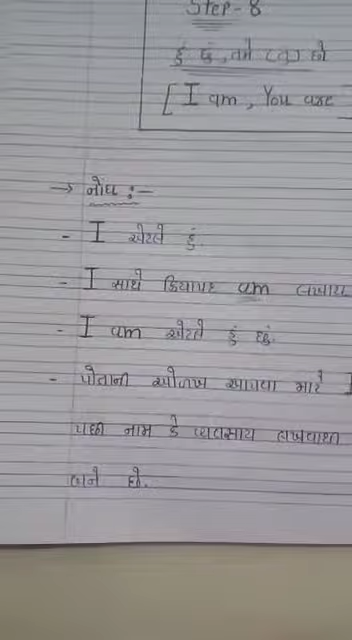 Step-8
હું છું, તમે છો
[I am, You are
→ નોંધ :-
- I એટલે હું.
- I સાથે ક્રિયાપદ am લખાય
- I am એટલે હું છું.
- પોતાની ઓળખ આપવા માટે I
પછી નામ કે વ્યવસાય લખવાથી
બને છે.